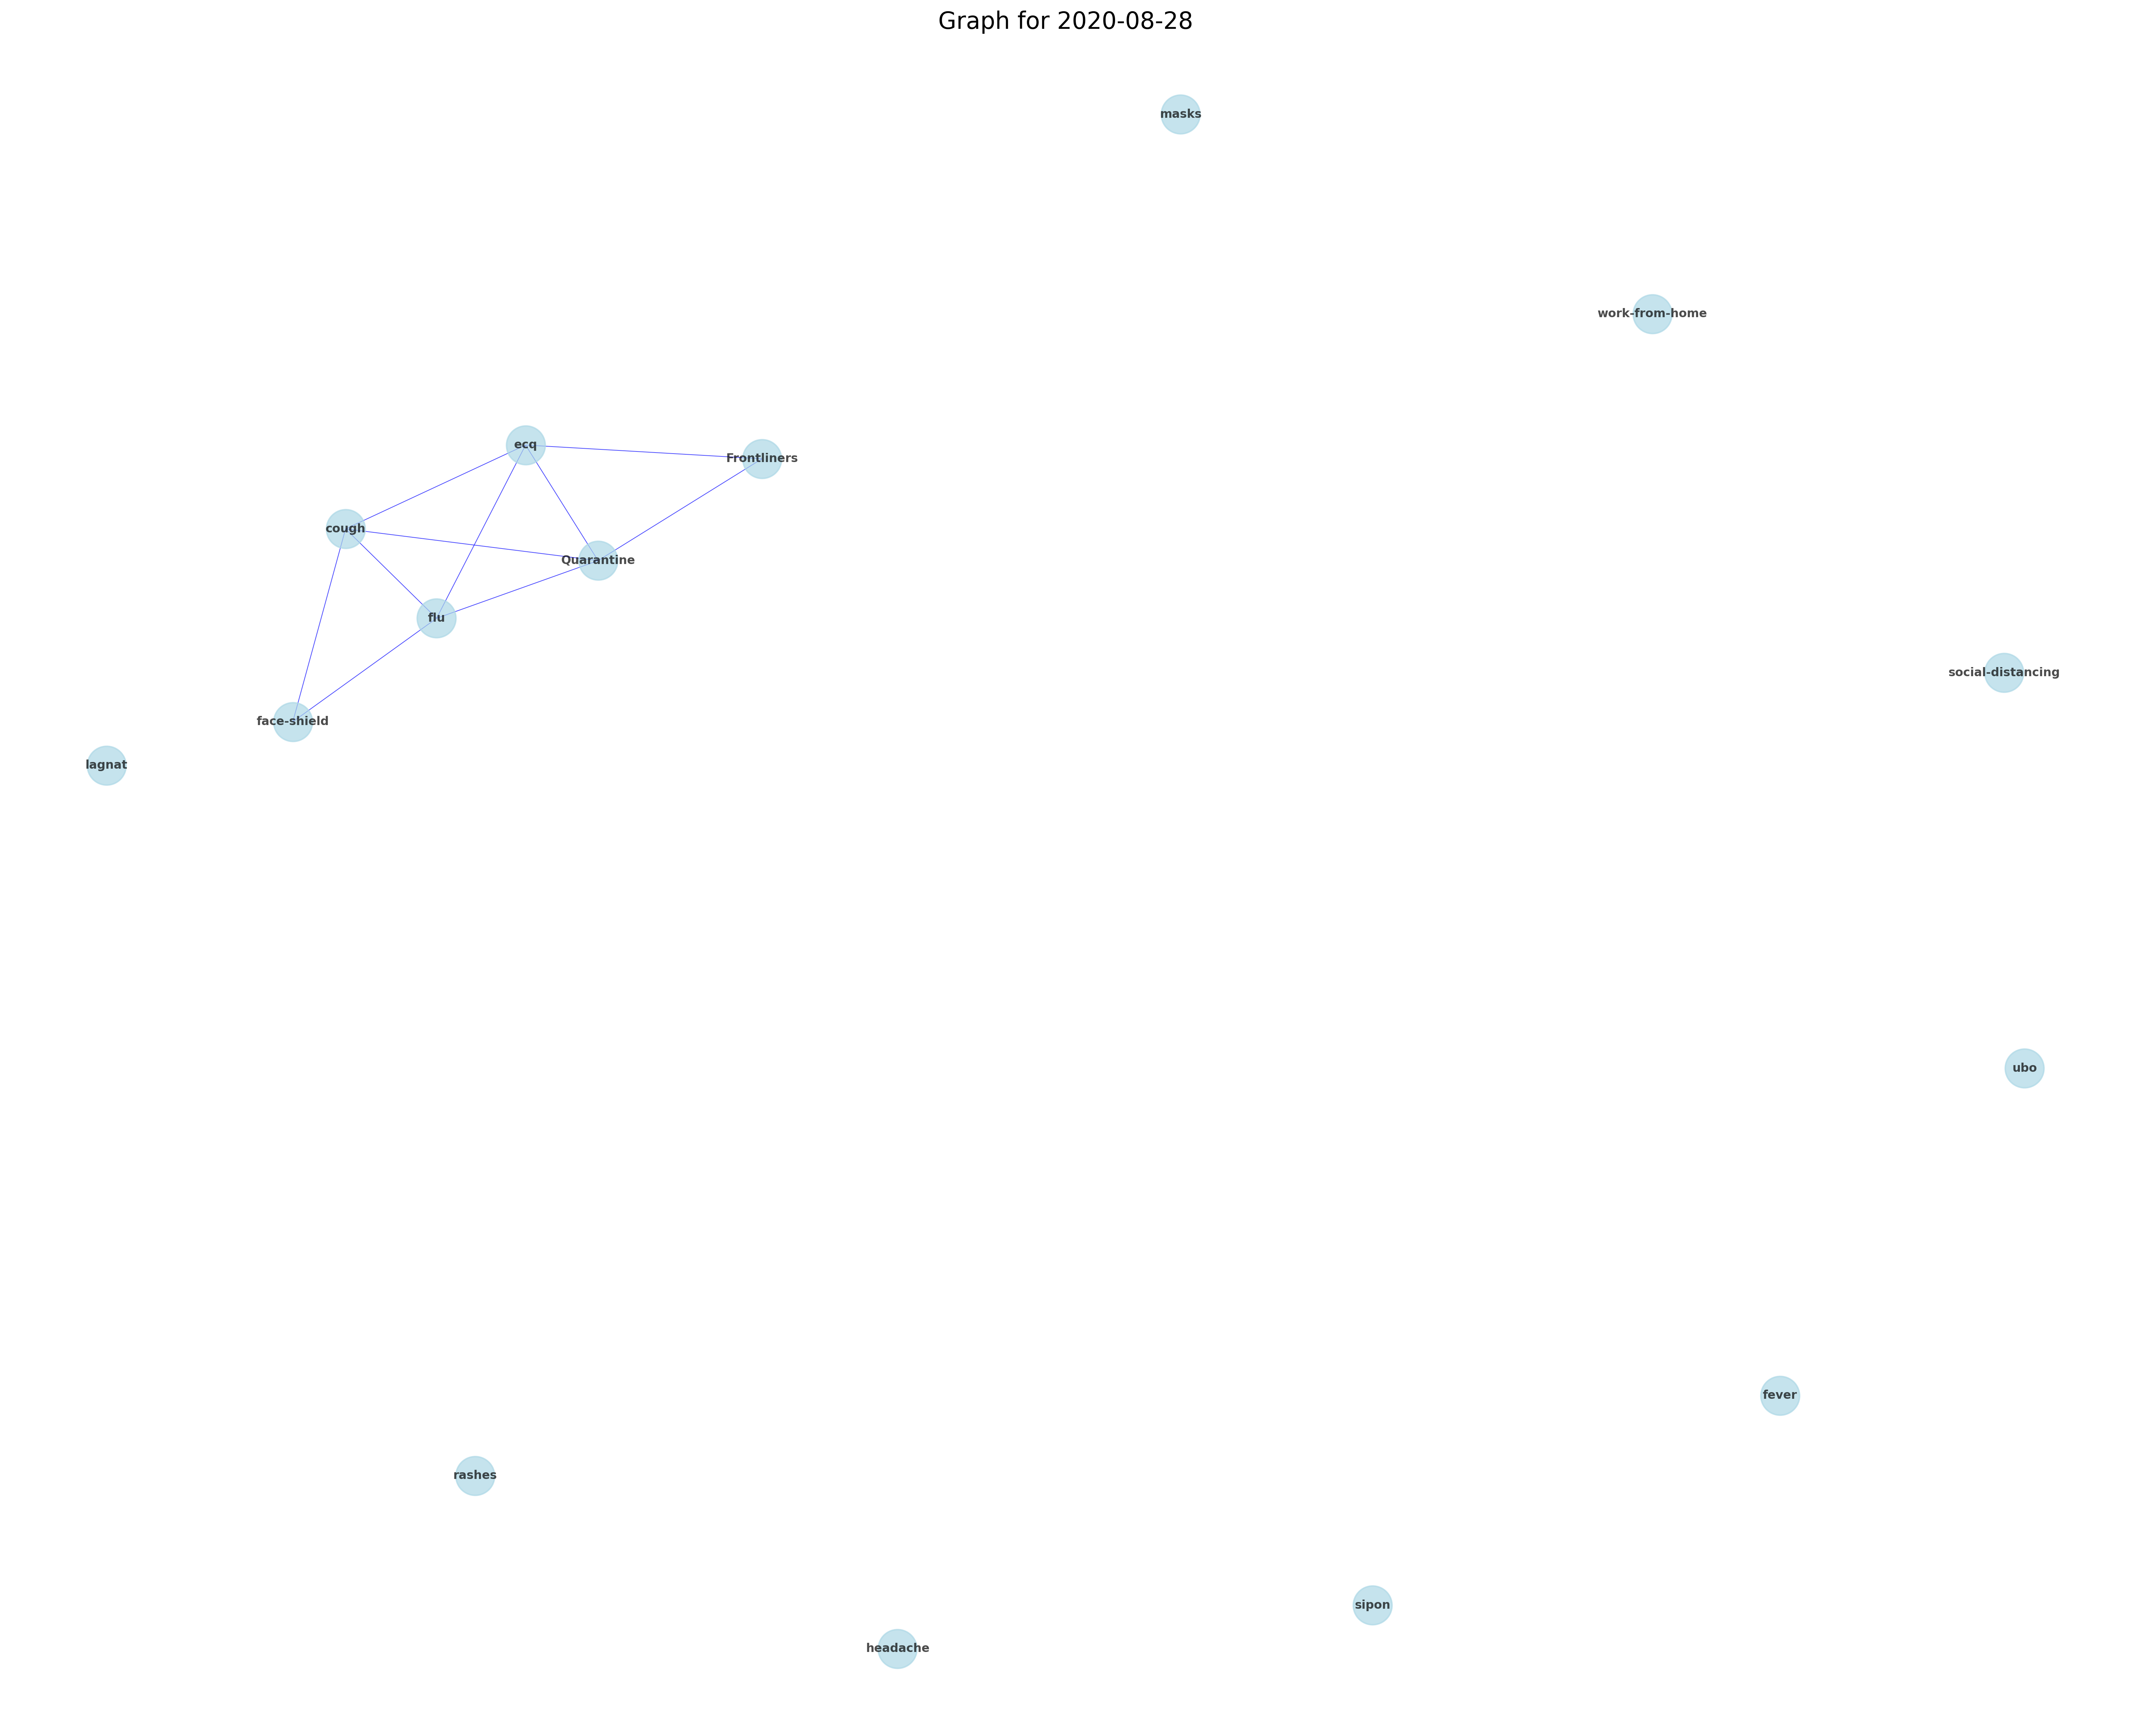 Graph for 2020-08-28
masks
work-from-home
ecq
Frontliners
cough
Quarantine
flu
social-distancing
face-shield
lagnat
ubo
fever
rashes
sipon
headache